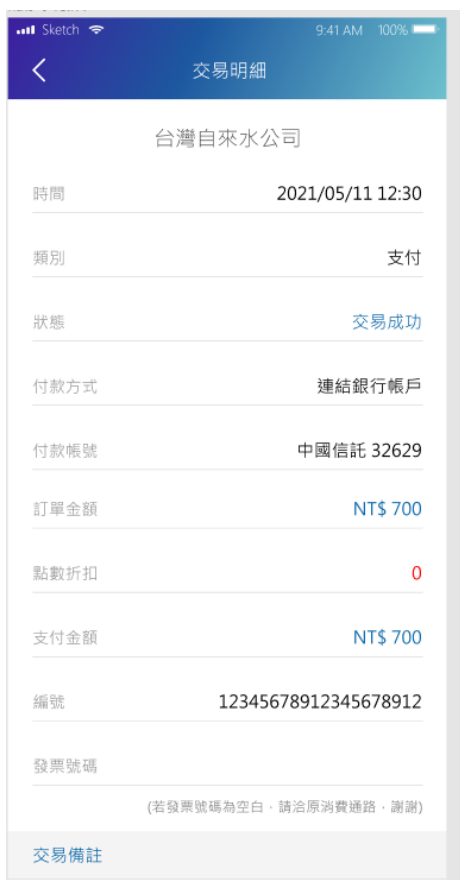 Sketch 9:41 AM 100%
交易明細
台灣自來水公司
時間 2021/05/11 12:30
類別 支付
狀態 交易成功
付款方式 連結銀行帳戶
付款帳號 中國信託 32629
訂單金額 NT$ 700
點數折扣 0
支付金額 NT$ 700
編號 12345678912345678912
發票號碼
(若發票號碼為空白，請洽原消費通路，謝謝)
交易備註